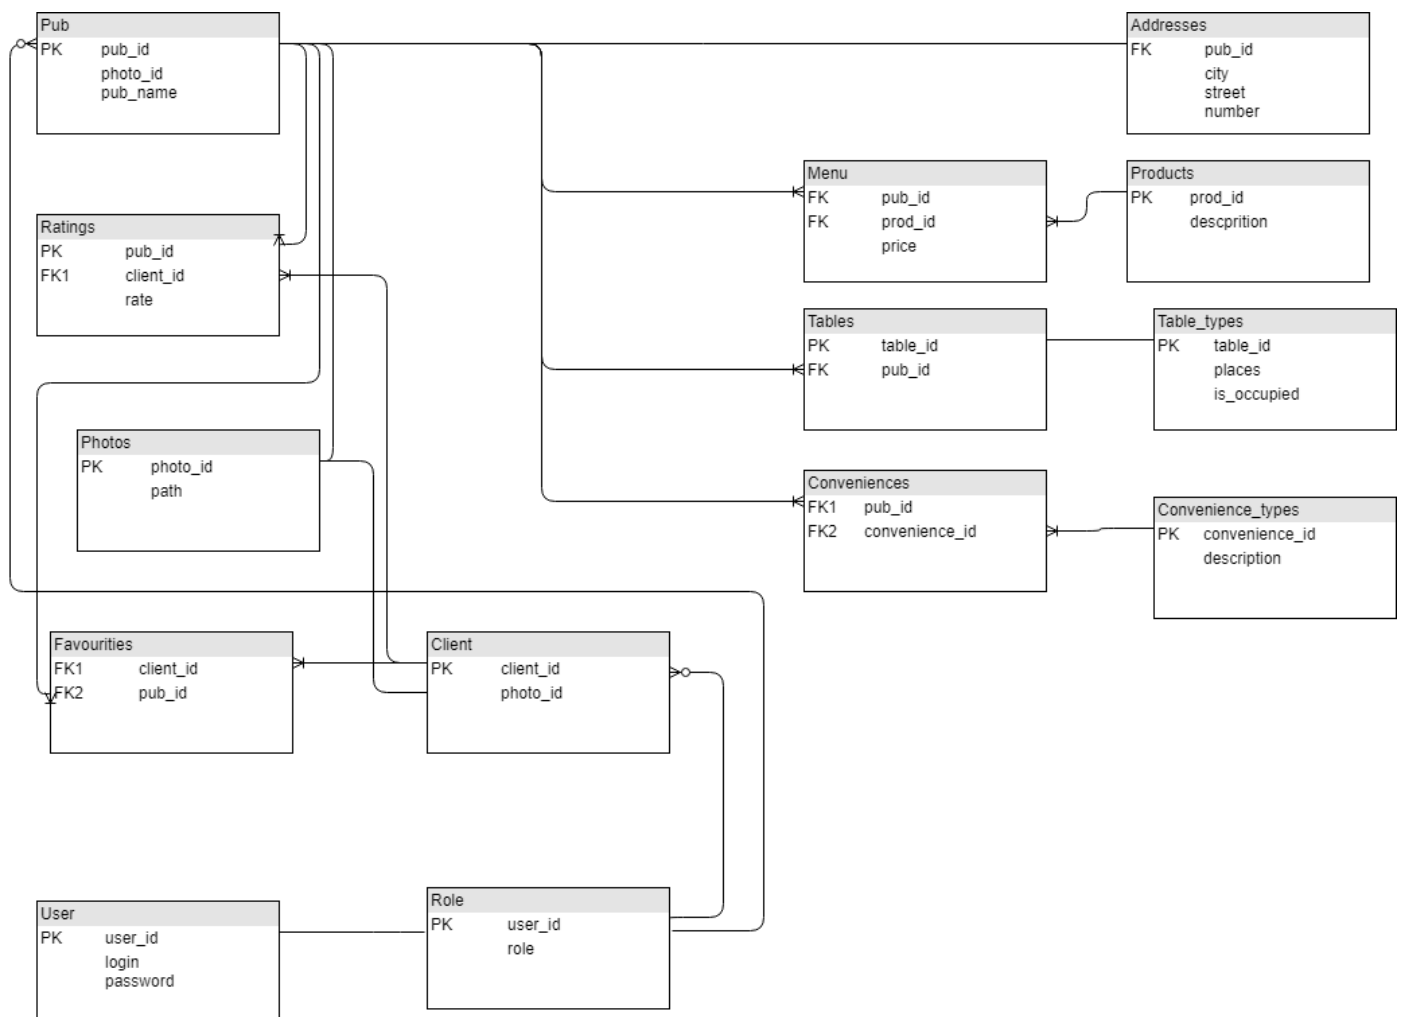 Pub
PK pub_id
photo_id
pub_name
Addresses
FK pub_id
city
street
number
Menu
FK pub_id
FK prod_id
price
Products
PK prod_id
descprition
Ratings
PK pub_id
FK1 client_id
rate
Tables
PK table_id
FK pub_id
Table_types
PK table_id
places
is_occupied
Photos
PK photo_id
path
Conveniences
FK1 pub_id
FK2 convenience_id
Convenience_types
PK convenience_id
description
Favourities
FK1 client_id
FK2 pub_id
Client
PK client_id
photo_id
User
PK user_id
login
password
Role
PK user_id
role